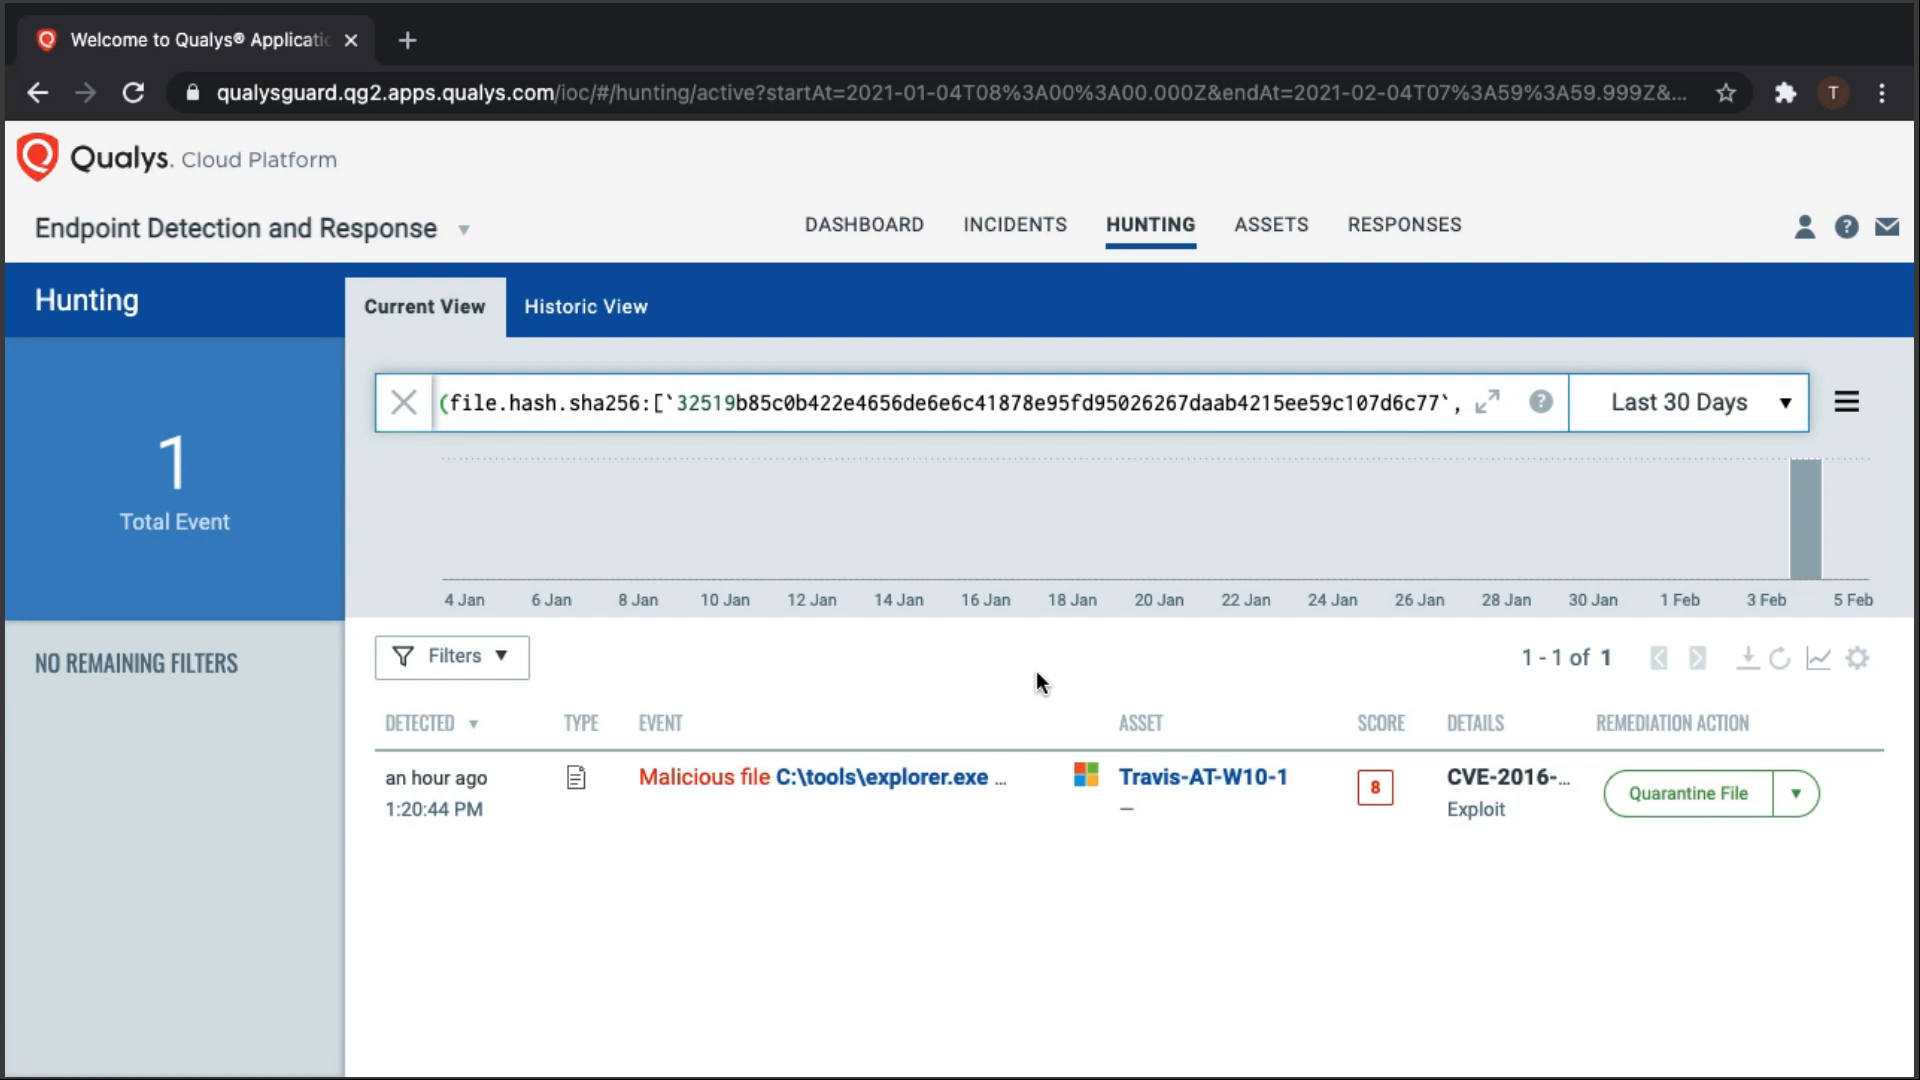 Welcome to Qualys® Applicatic
qualysguard.qg2.apps.qualys.com/ioc/#/hunting/active?startAt=2021-01-04T08%3A00%3A00.000Z&endAt=2021-02-04T07%3A59%3A59.999Z&...
T
Qualys. Cloud Platform
Endpoint Detection and Response
DASHBOARD INCIDENTS HUNTING ASSETS RESPONSES
Hunting
Current View Historic View
1
Total Event
(file.hash.sha256:[`32519b85c0b422e4656de6e6c41878e95fd95026267daab4215ee59c107d6c77`,
Last 30 Days
4 Jan 6 Jan 8 Jan 10 Jan 12 Jan 14 Jan 16 Jan 18 Jan 20 Jan 22 Jan 24 Jan 26 Jan 28 Jan 30 Jan 1 Feb 3 Feb 5 Feb
NO REMAINING FILTERS
Filters
1 - 1 of 1
DETECTED TYPE EVENT ASSET SCORE DETAILS REMEDIATION ACTION
an hour ago Malicious file C:\tools\explorer.exe ... Travis-AT-W10-1 8 CVE-2016-... Quarantine File
1:20:44 PM – Exploit